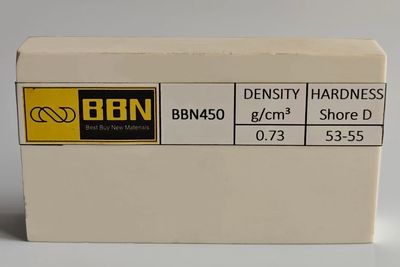 BBN
Best Buy New Materials
BBN450
DENSITY
g/cm³
0.73
HARDNESS
Shore D
53-55